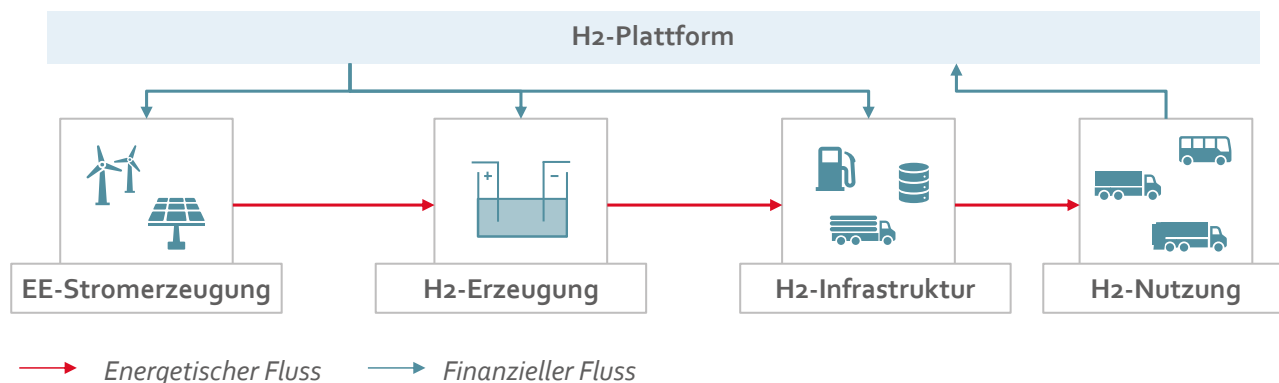 H2-Plattform
+ −
EE-Stromerzeugung
H2-Erzeugung
H2-Infrastruktur
H2-Nutzung
Energetischer Fluss
Finanzieller Fluss